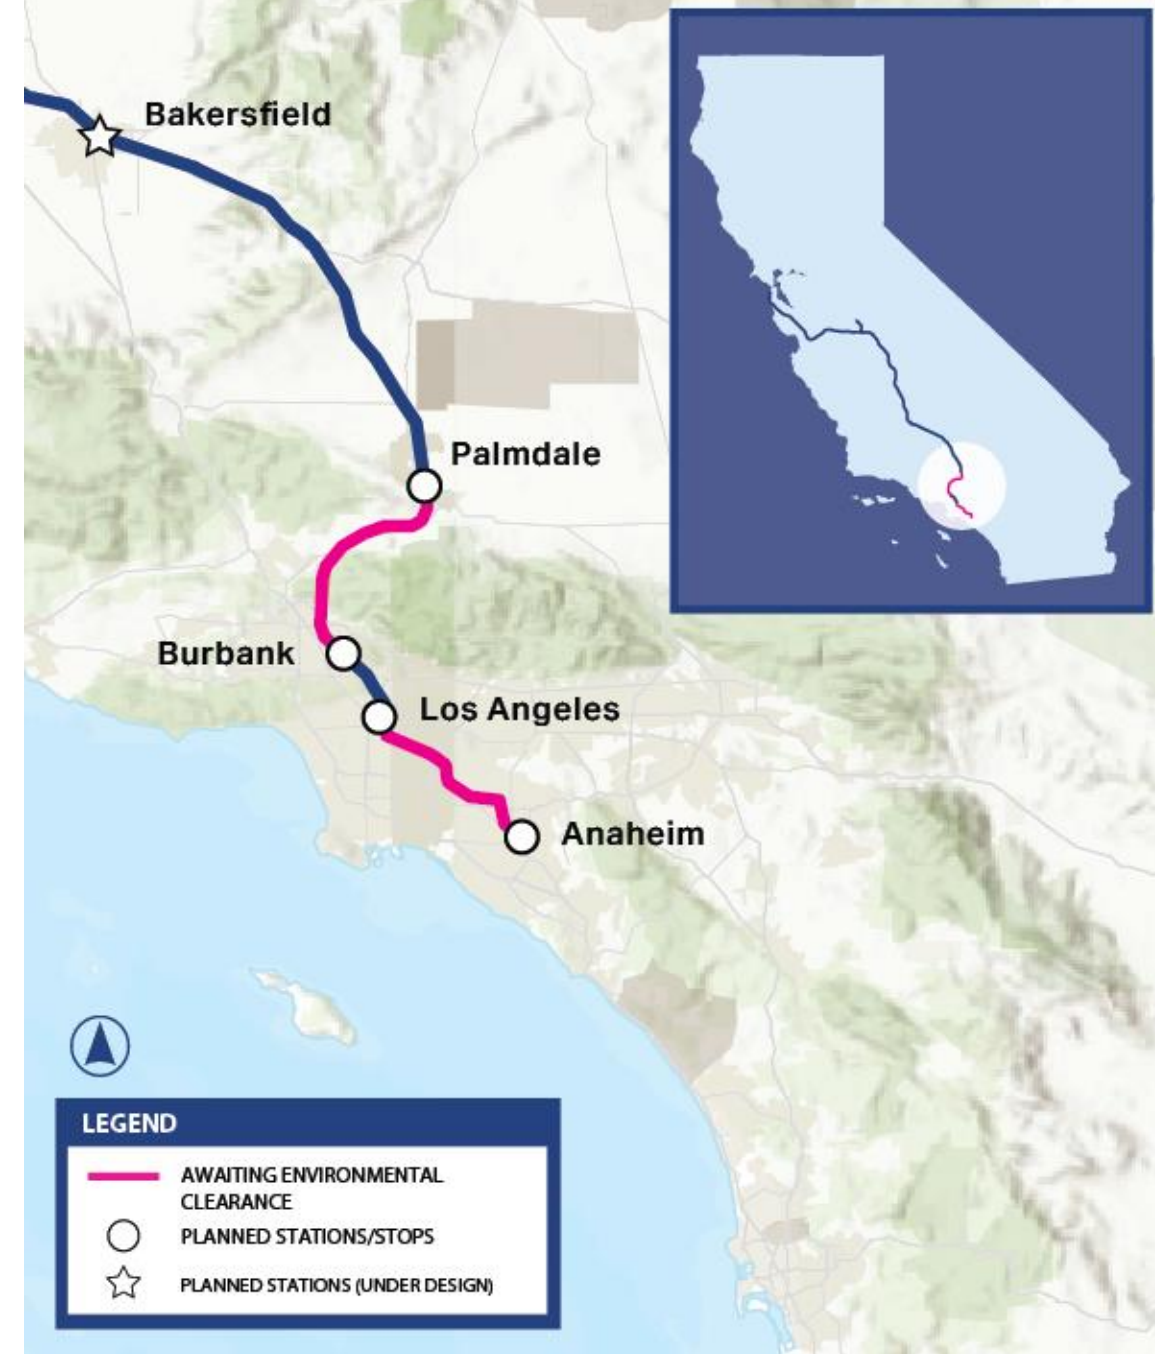 Bakersfield
Palmdale
Burbank
Los Angeles
Anaheim
LEGEND
AWAITING ENVIRONMENTAL
CLEARANCE
PLANNED STATIONS/STOPS
PLANNED STATIONS (UNDER DESIGN)